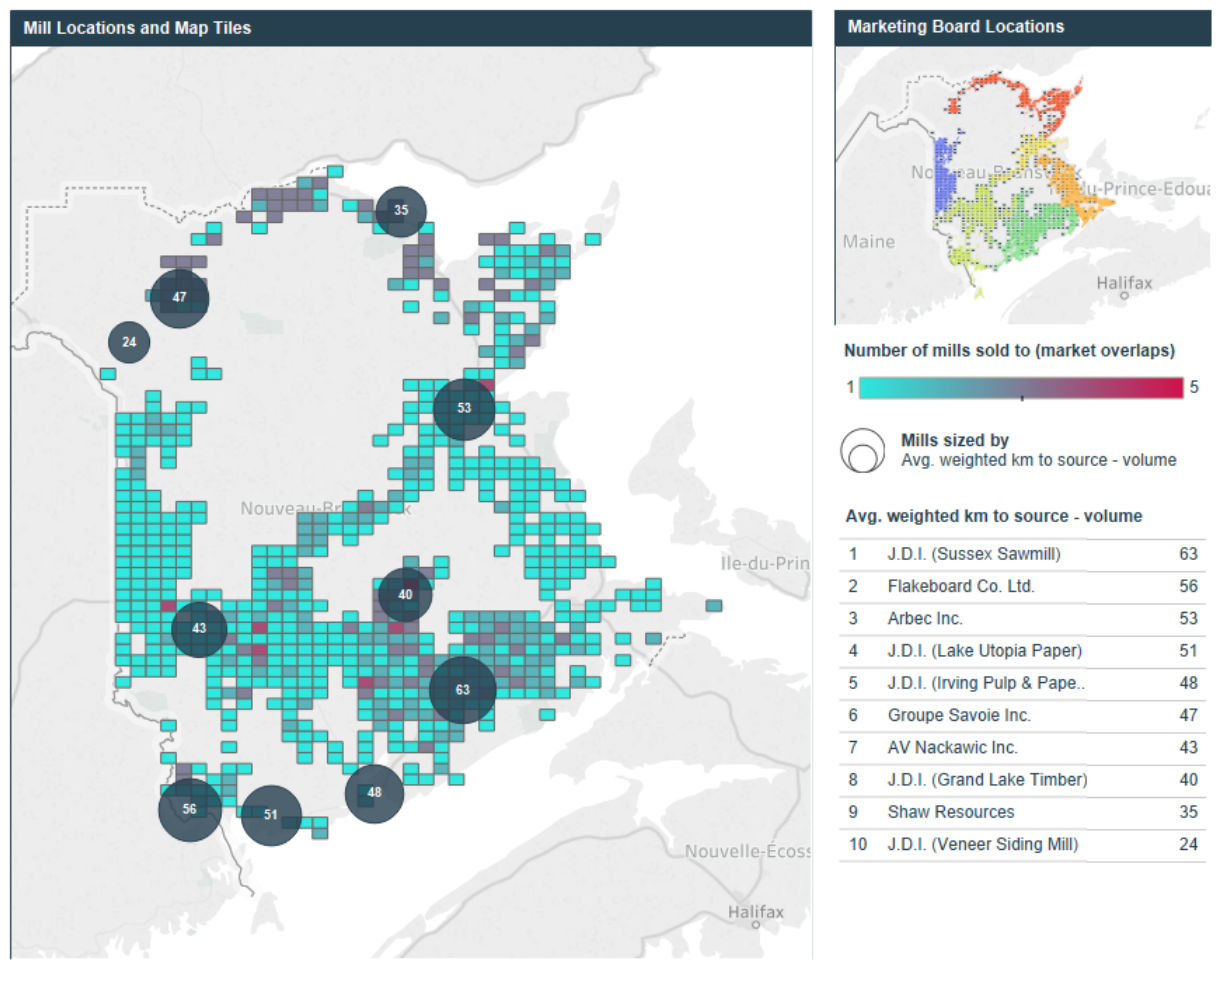 Mill Locations and Map Tiles
35
47
24
53
Nouveau-Br
k
Ile-du-Prin
40
43
63
56
51
48
Nouvelle-Écoss
Halifax
Marketing Board Locations
Maine
Halifax
Number of mills sold to (market overlaps)
1 5
Mills sized by
Avg. weighted km to source - volume
Avg. weighted km to source - volume
1 J.D.I. (Sussex Sawmill) 63
2 Flakeboard Co. Ltd. 56
3 Arbec Inc. 53
4 J.D.I. (Lake Utopia Paper) 51
5 J.D.I. (Irving Pulp & Pape.. 48
6 Groupe Savoie Inc. 47
7 AV Nackawic Inc. 43
8 J.D.I. (Grand Lake Timber) 40
9 Shaw Resources 35
10 J.D.I. (Veneer Siding Mill) 24